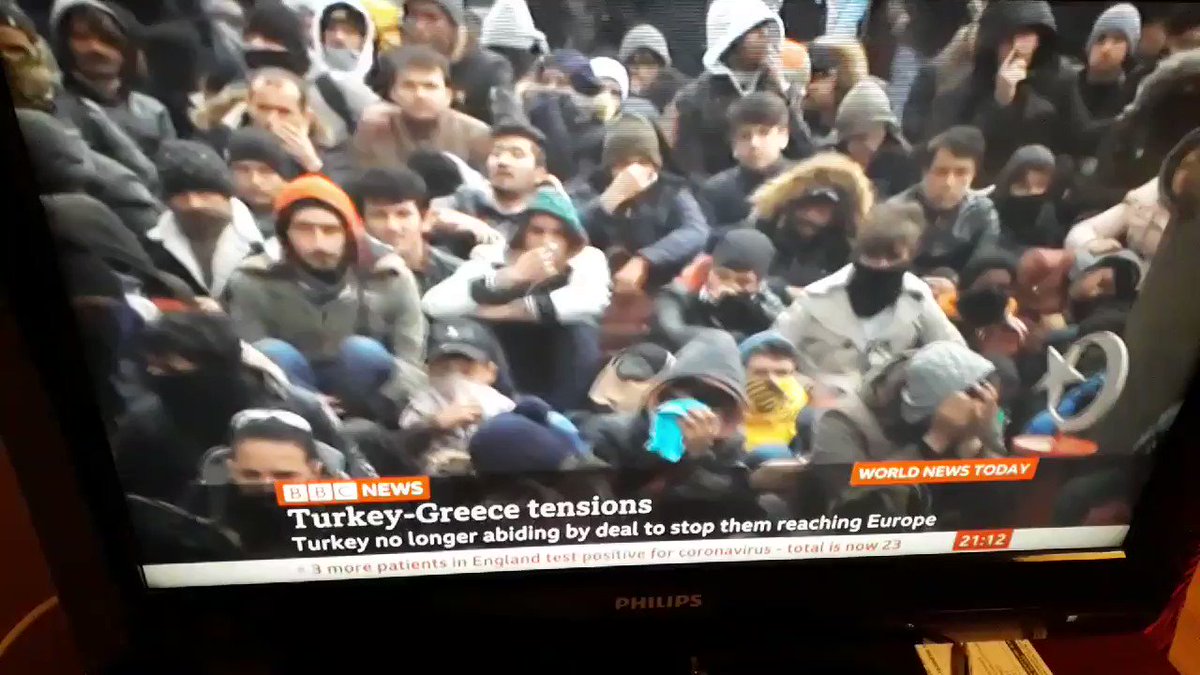 WORLD NEWS TODAY
BBC NEWS
Turkey-Greece tensions
Turkey no longer abiding by deal to stop them reaching Europe
3 more patients in England test positive for coronavirus - total is now 23
21:12
PHILIPS